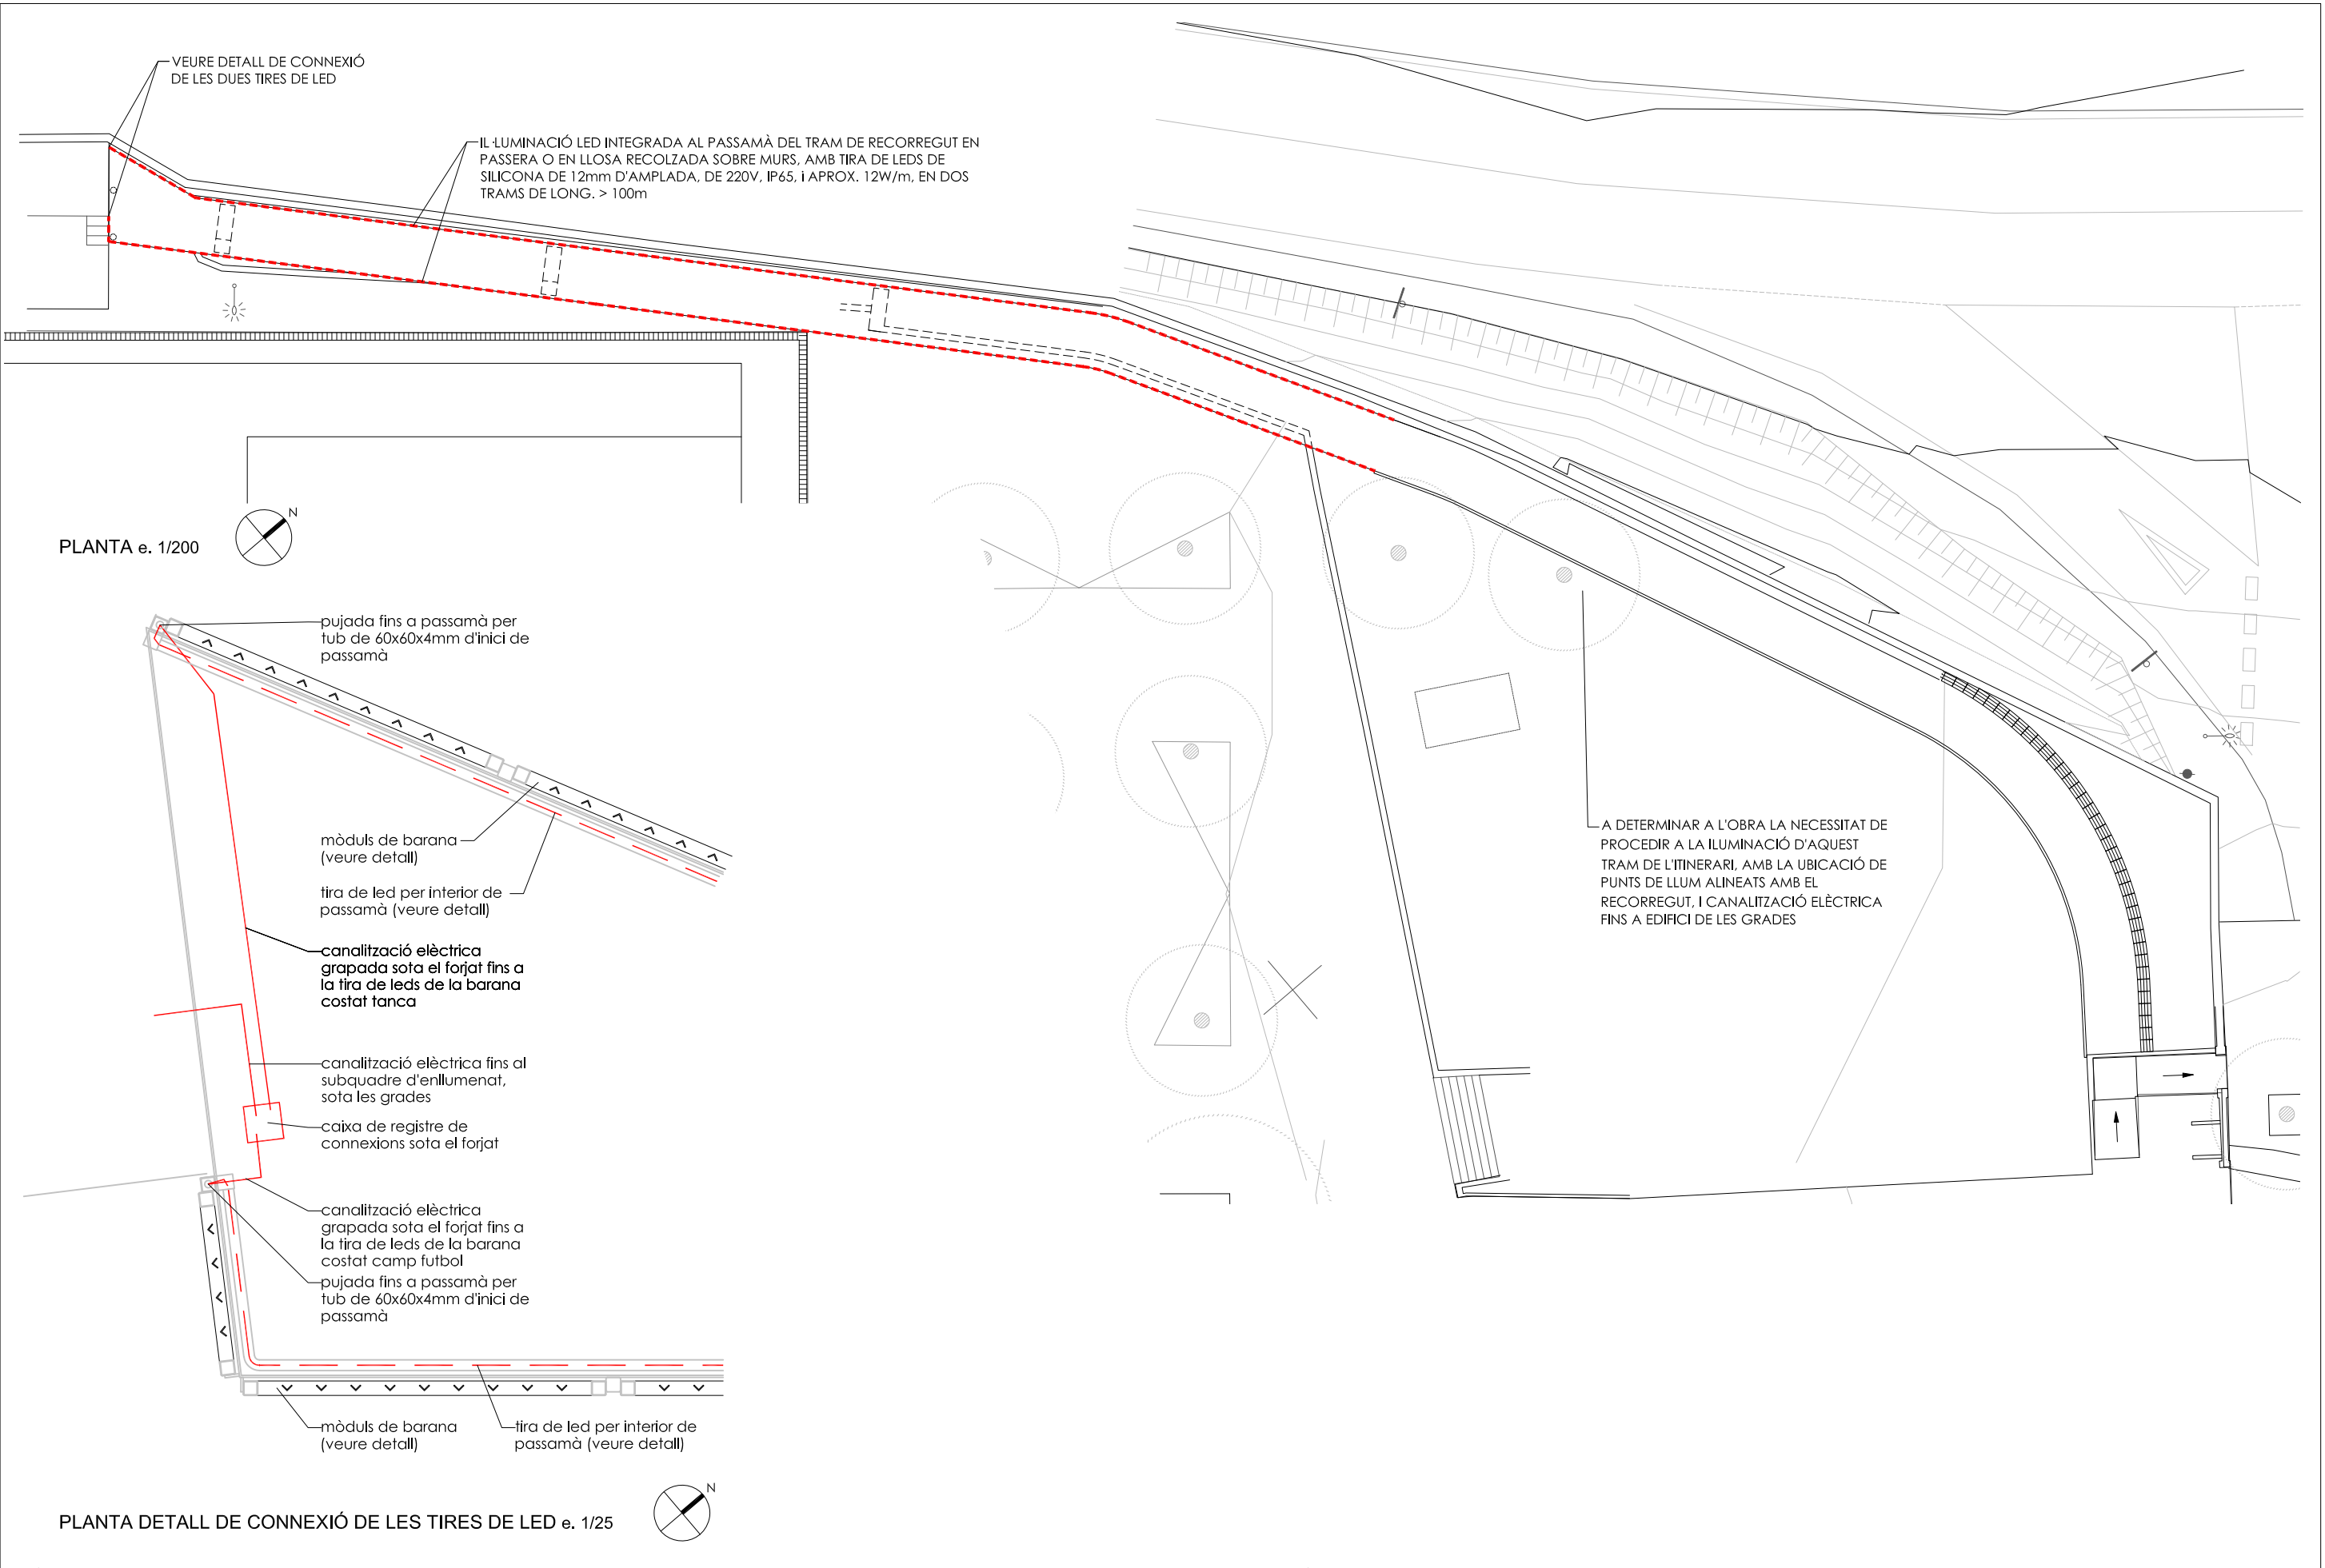 VEURE DETALL DE CONNEXIÓ
DE LES DUES TIRES DE LED
IL·LUMINACIÓ LED INTEGRADA AL PASSAMÀ DEL TRAM DE RECORREGUT EN
PASSERA O EN LLOSA RECOLZADA SOBRE MURS, AMB TIRA DE LEDS DE
SILICONA DE 12mm D'AMPLADA, DE 220V, IP65, i APROX. 12W/m, EN DOS
TRAMS DE LONG. > 100m
N
PLANTA e. 1/200
pujada fins a passamà per
tub de 60x60x4mm d'inici de
passamà
mòduls de barana
(veure detall)
tira de led per interior de
passamà (veure detall)
canalització elèctrica
grapada sota el forjat fins a
la tira de leds de la barana
costat tanca
canalització elèctrica fins al
subquadre d'enllumenat,
sota les grades
caixa de registre de
connexions sota el forjat
canalització elèctrica
grapada sota el forjat fins a
la tira de leds de la barana
costat camp futbol
pujada fins a passamà per
tub de 60x60x4mm d'inici de
passamà
mòduls de barana
(veure detall)
tira de led per interior de
passamà (veure detall)
A DETERMINAR A L'OBRA LA NECESSITAT DE
PROCEDIR A LA ILUMINACIÓ D'AQUEST
TRAM DE L'ITINERARI, AMB LA UBICACIÓ DE
PUNTS DE LLUM ALINEATS AMB EL
RECORREGUT, I CANALITZACIÓ ELÈCTRICA
FINS A EDIFICI DE LES GRADES
N
PLANTA DETALL DE CONNEXIÓ DE LES TIRES DE LED e. 1/25